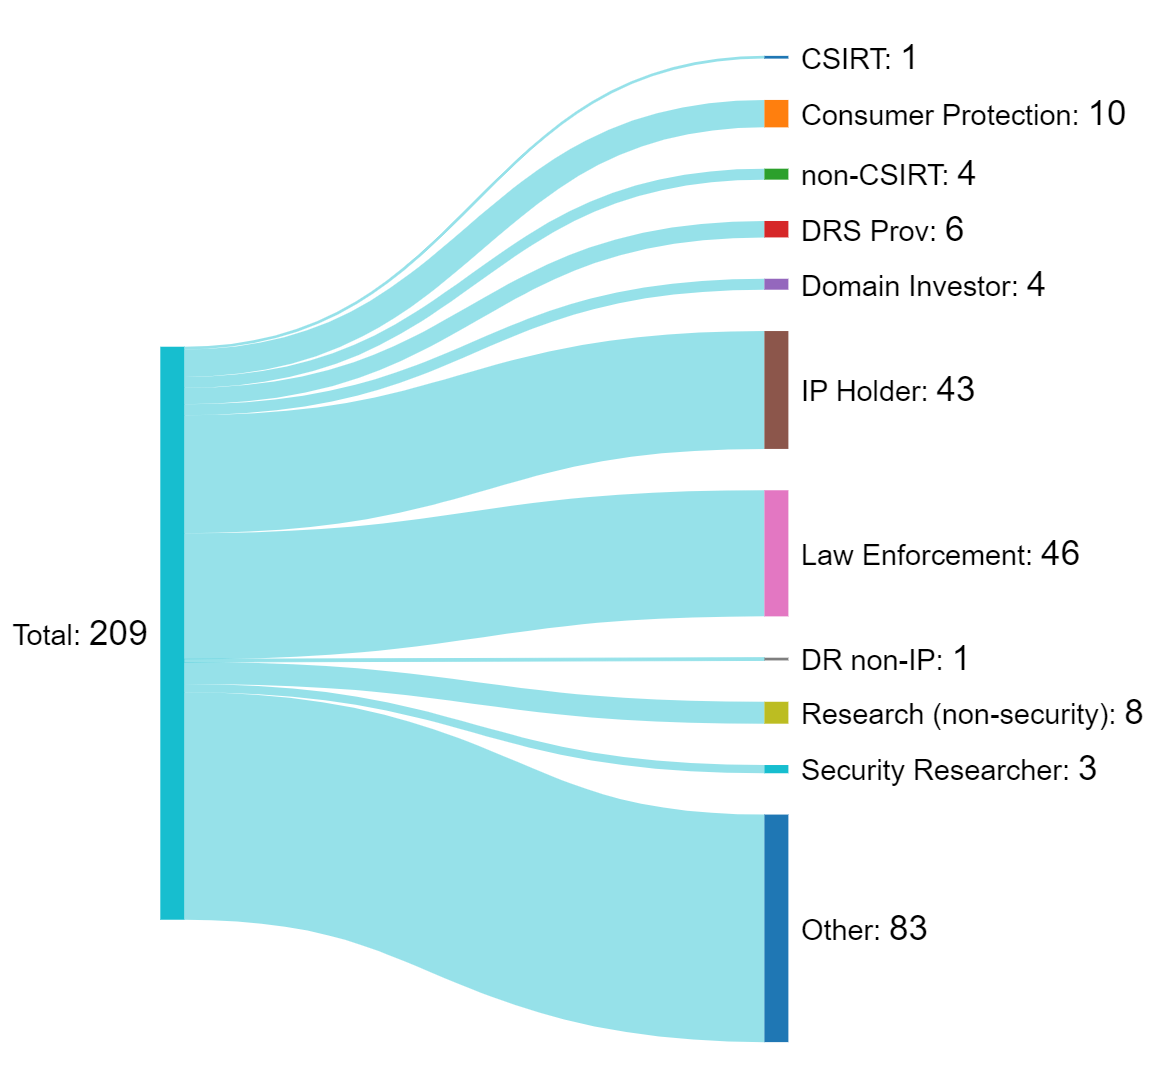 CSIRT: 1
Consumer Protection: 10
non-CSIRT: 4
DRS Prov: 6
Domain Investor: 4
IP Holder: 43
Law Enforcement: 46
Total: 209
DR non-IP: 1
Research (non-security): 8
Security Researcher: 3
Other: 83